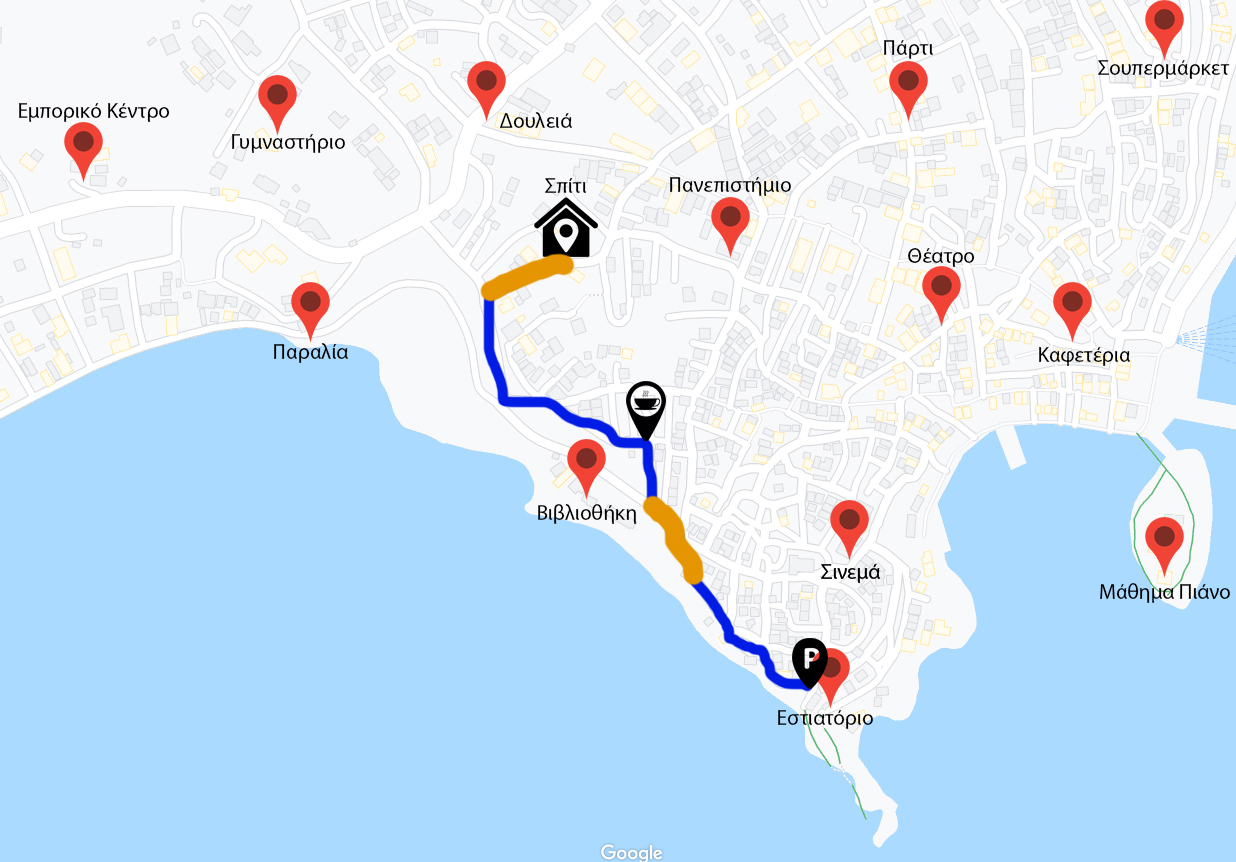 Σουπερμάρκετ
Πάρτι
Εμπορικό Κέντρο
Δουλειά
Γυμναστήριο
Σπίτι
Πανεπιστήμιο
Θέατρο
Παραλία
Καφετέρια
Βιβλιοθήκη
Σινεμά
Μάθημα Πιάνο
P
Εστιατόριο
Google